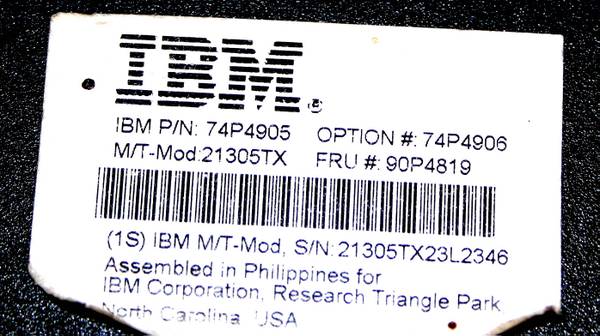 IBM®
IBM P/N: 74P4905 OPTION #: 74P4906
M/T-Mod:21305TX FRU #: 90P4819
(1S) IBM M/T-Mod, S/N:21305TX23L2346
Assembled in Philippines for
IBM Corporation, Research Triangle Park
North Carolina, USA